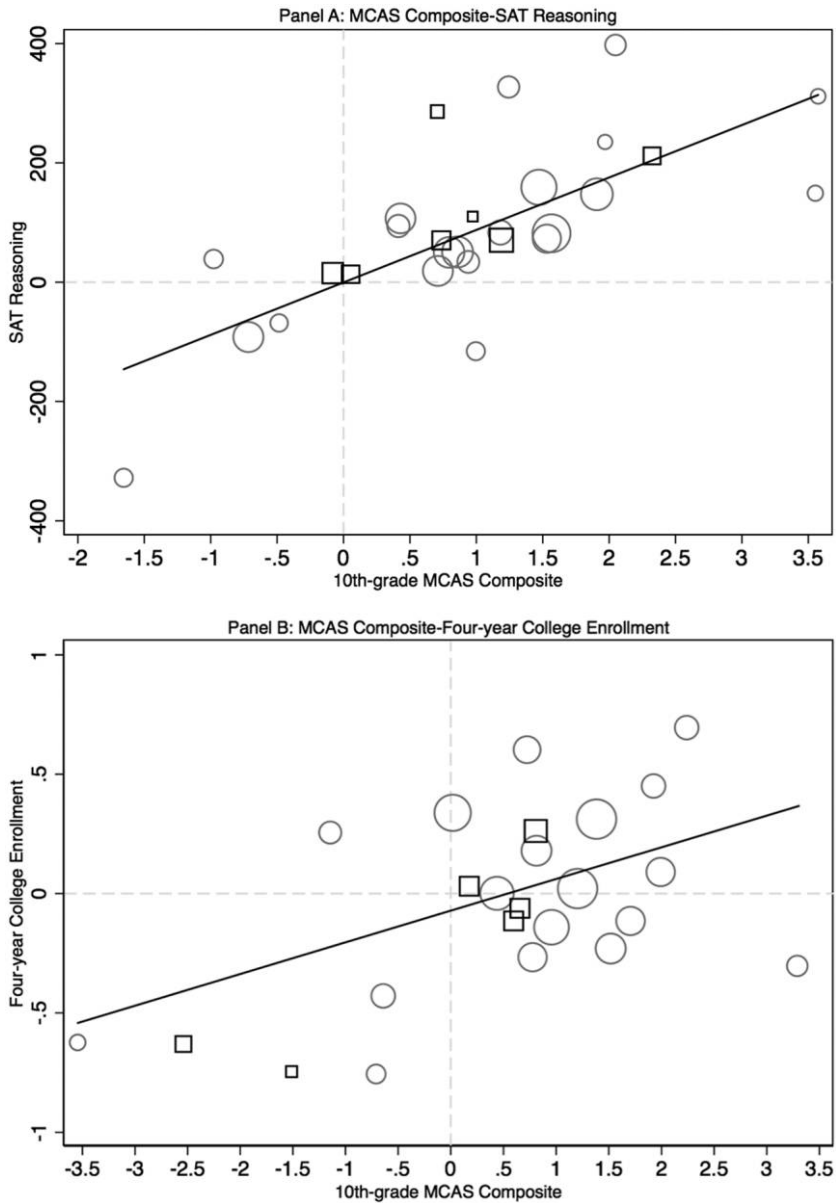 Panel A: MCAS Composite-SAT Reasoning
400
200
0
-200
-400
SAT Reasoning
-2 -1.5 -1 -.5 0 .5 1 1.5 2 2.5 3 3.5
10th-grade MCAS Composite
Panel B: MCAS Composite-Four-year College Enrollment
1
.5
0
-.5
-1
Four-year College Enrollment
-3.5 -3 -2.5 -2 -1.5 -1 -.5 0 .5 1 1.5 2 2.5 3 3.5
10th-grade MCAS Composite